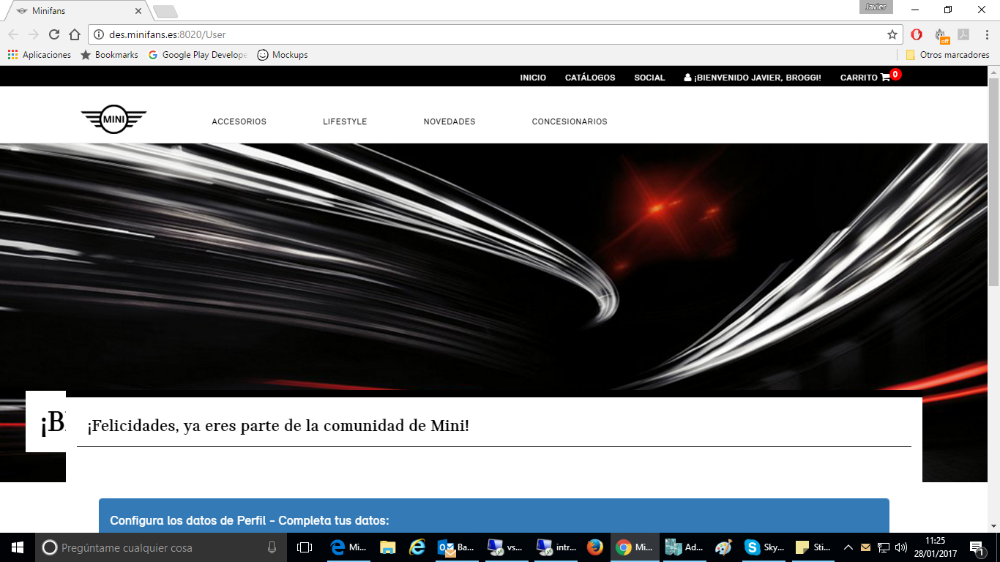 Minifans
Javier
des.minifans.es:8020/User
off
Aplicaciones Bookmarks Google Play Develope Mockups Otros marcadores
INICIO CATÁLOGOS SOCIAL ¡BIENVENIDO JAVIER, BROGGI! CARRITO 0
MINI ACCESORIOS LIFESTYLE NOVEDADES CONCESIONARIOS
¡Felicidades, ya eres parte de la comunidad de Mini!
Configura los datos de Perfil - Completa tus datos:
Pregúntame cualquier cosa Mi... Ba... vs... intr... Mi... Ad... Sky... Sti... 11:25
28/01/2017 1